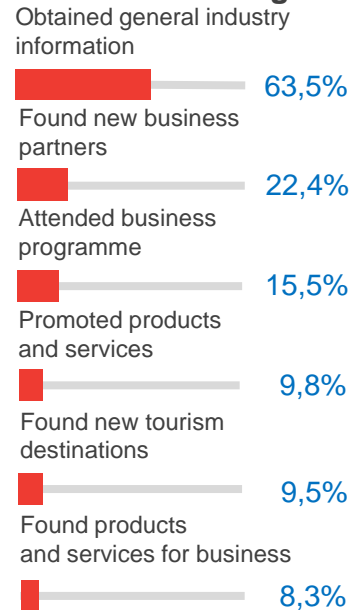 Obtained general industry
information
63,5%
Found new business
partners
22,4%
Attended business
programme
15,5%
Promoted products
and services
9,8%
Found new tourism
destinations
9,5%
Found products
and services for business
8,3%